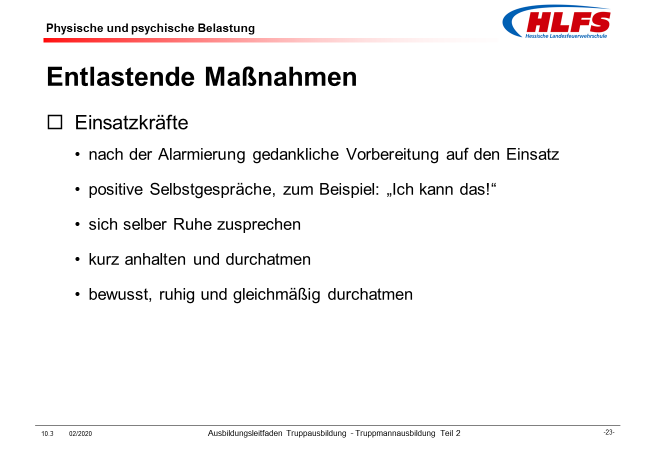 Physische und psychische Belastung
HLFS
Hessische Landesfeuerwehrschule
Entlastende Maßnahmen
Einsatzkräfte
• nach der Alarmierung gedankliche Vorbereitung auf den Einsatz
• positive Selbstgespräche, zum Beispiel: „Ich kann das!“
• sich selber Ruhe zusprechen
• kurz anhalten und durchatmen
• bewusst, ruhig und gleichmäßig durchatmen
10.3 02/2020 Ausbildungsleitfaden Truppausbildung - Truppmannausbildung Teil 2 -23-